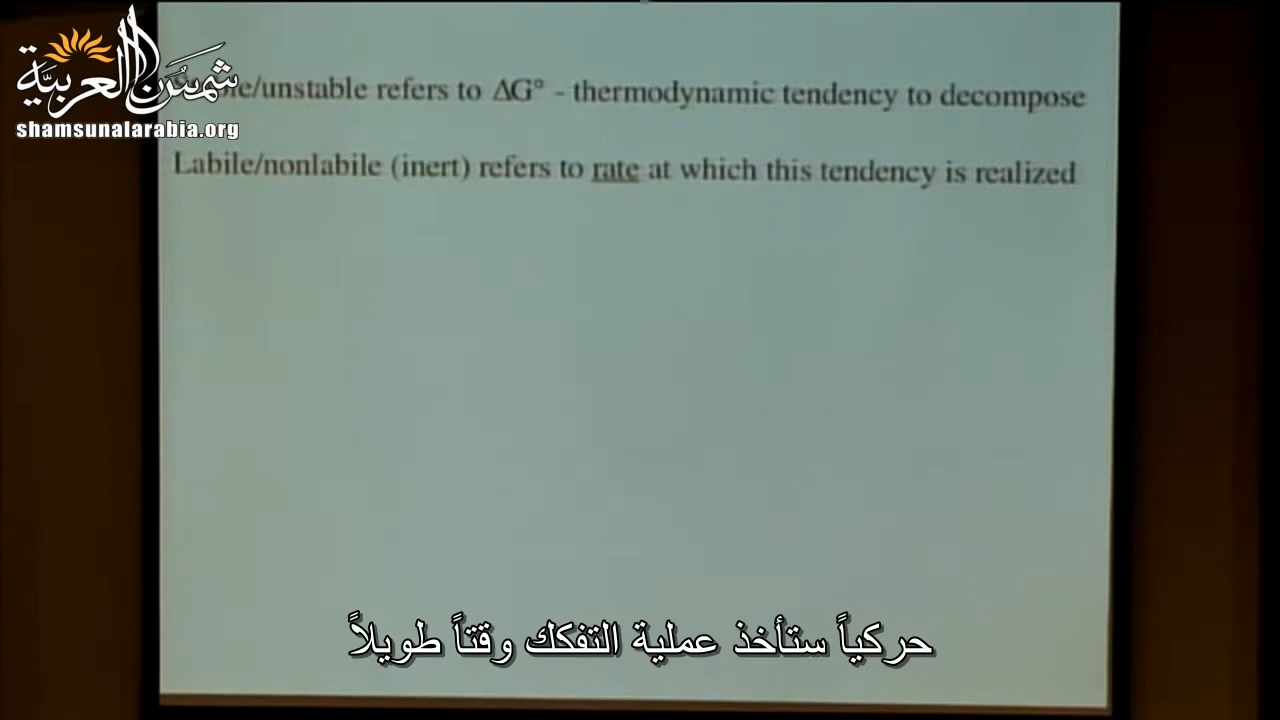 شمس العربية
shamsunalarabia.org
/unstable refers to ΔG° - thermodynamic tendency to decompose
Labile/nonlabile (inert) refers to rate at which this tendency is realized
حركياً ستأخذ عملية التفكك وقتاً طويلاً